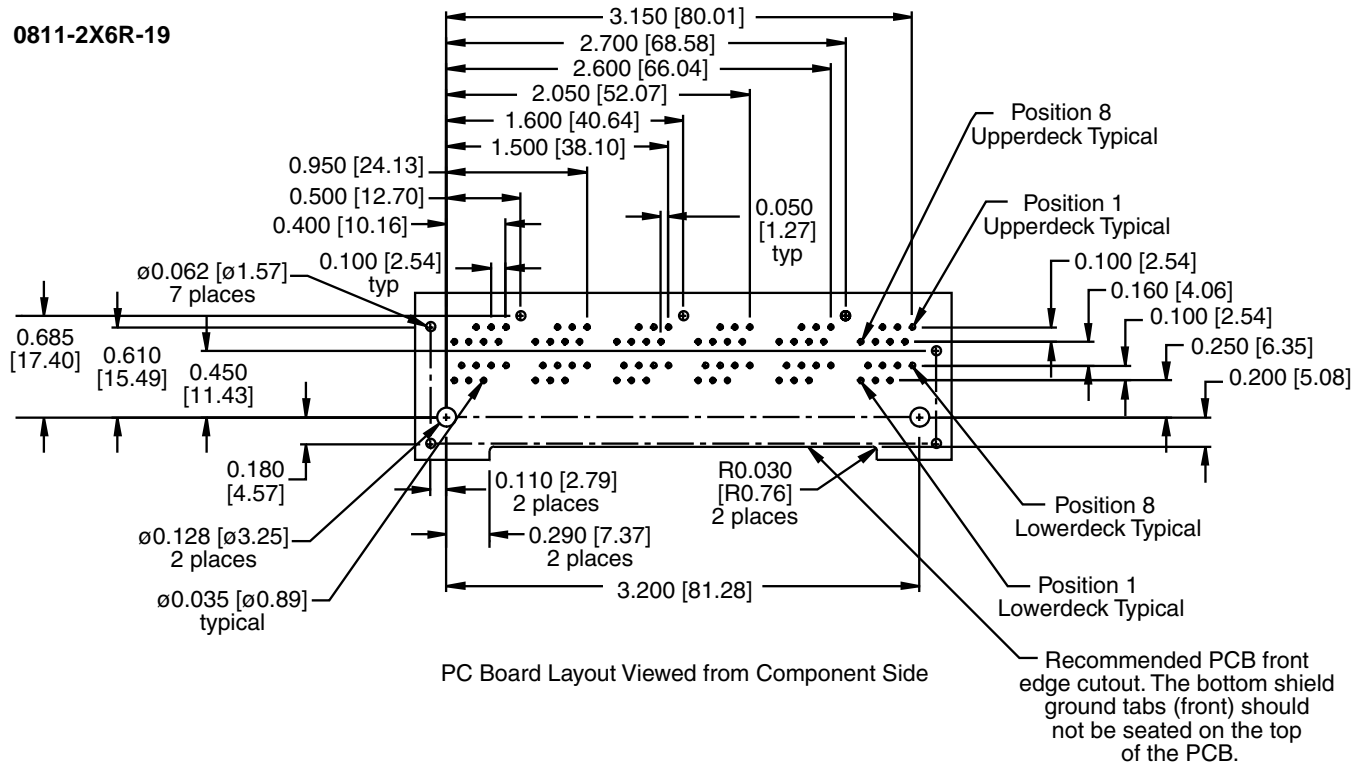 0811-2X6R-19
3.150 [80.01]
2.700 [68.58]
2.600 [66.04]
2.050 [52.07]
1.600 [40.64]
1.500 [38.10]
0.950 [24.13]
0.500 [12.70]
0.400 [10.16]
0.100 [2.54]
typ
0.050
[1.27]
typ
Position 8
Upperdeck Typical
Position 1
Upperdeck Typical
ø0.062 [ø1.57]
7 places
0.100 [2.54]
0.160 [4.06]
0.100 [2.54]
0.250 [6.35]
0.200 [5.08]
0.685
[17.40]
0.610
[15.49]
0.450
[11.43]
0.180
[4.57]
0.110 [2.79]
2 places
R0.030
[R0.76]
2 places
ø0.128 [ø3.25]
2 places
0.290 [7.37]
2 places
Position 8
Lowerdeck Typical
ø0.035 [ø0.89]
typical
3.200 [81.28]
Position 1
Lowerdeck Typical
PC Board Layout Viewed from Component Side
Recommended PCB front
edge cutout. The bottom shield
ground tabs (front) should
not be seated on the top
of the PCB.